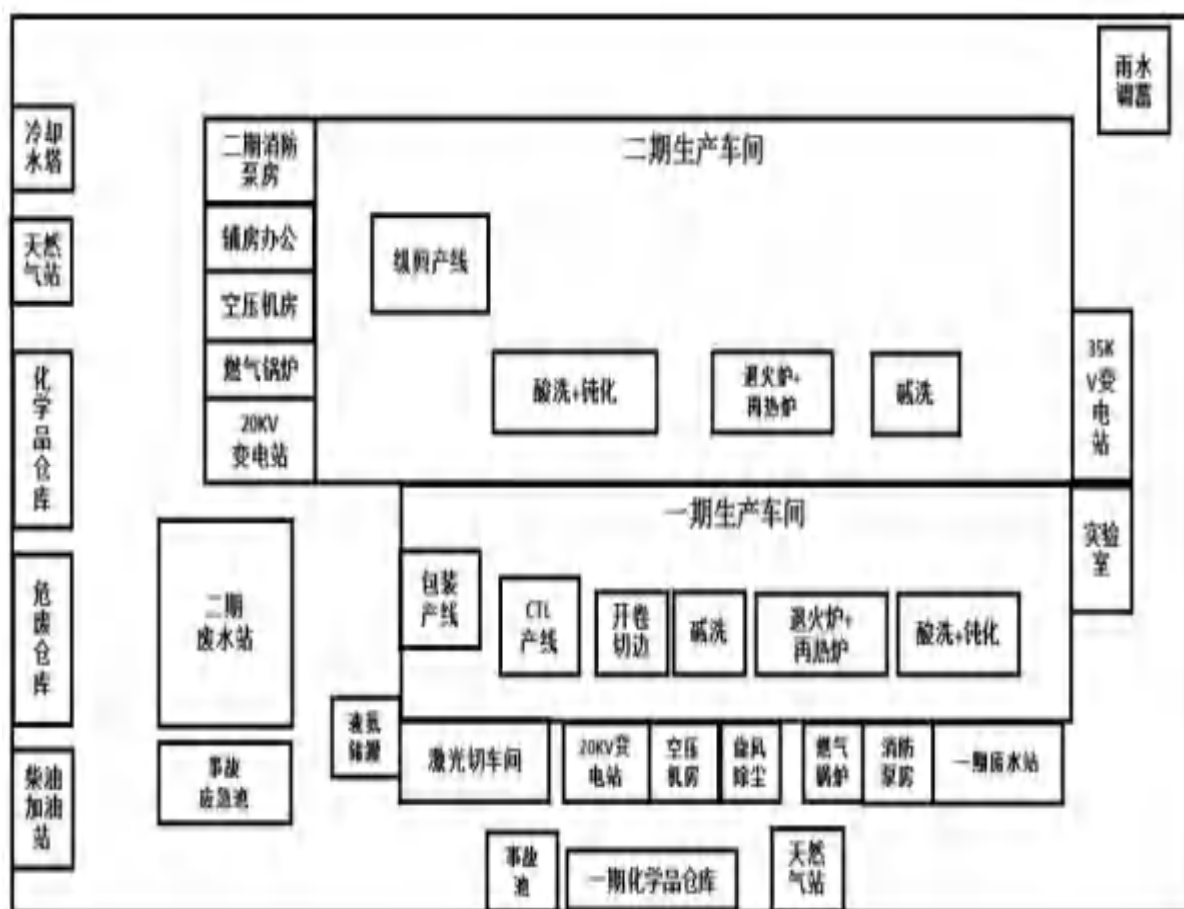 雨水
调蓄
冷却
水塔
二期消防
泵房
二期生产车间
天然
气站
辅房办公
纵剪产线
空压机房
燃气锅炉
20KV
变电站
酸洗+钝化
退火炉+
再热炉
碱洗
35K
V变
电
站
化
学
品
仓
库
一期生产车间
实验
室
危
废
仓
库
二期
废水站
包装
产线
CTL
产线
开卷
切边
碱洗
退火炉+
再热炉
酸洗+钝化
储罐
激光切车间
20KV变
电站
空压
机房
旋风
除尘
燃气
锅炉
消防
泵房
一期废水站
柴油
加油
站
事故
应急池
事故
池
一期化学品仓库
天然
气站